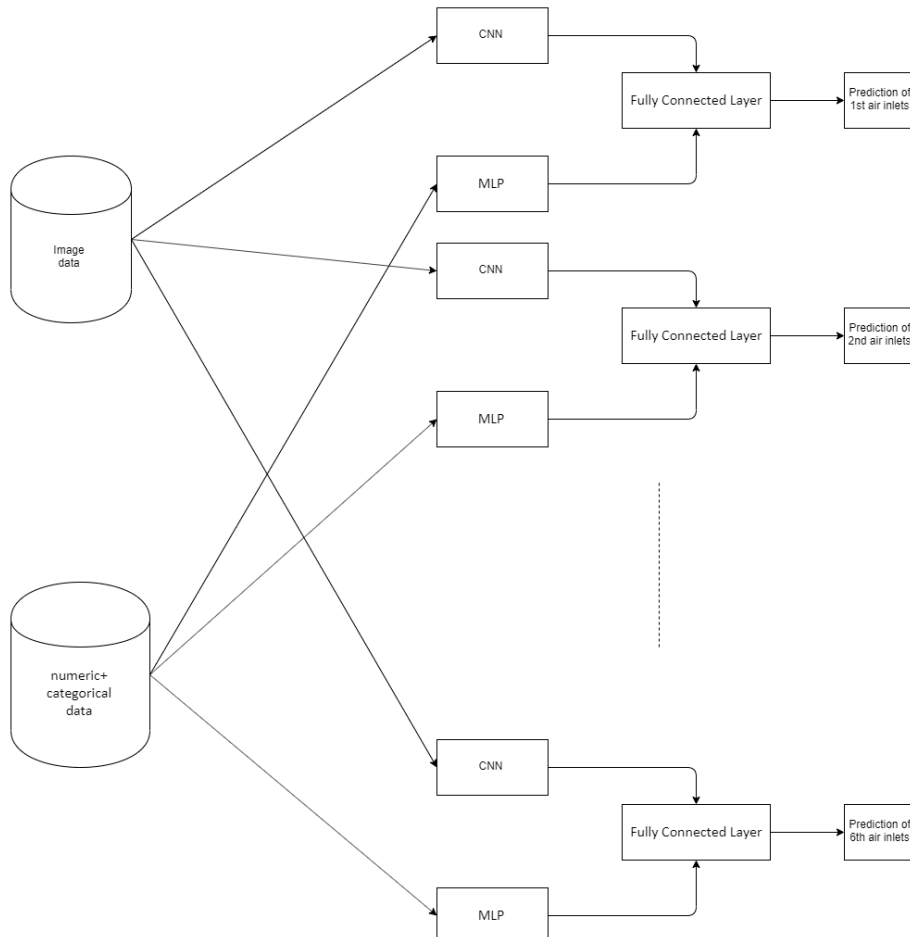 CNN
Fully Connected Layer
Prediction of
1st air inlets
MLP
Image
data
CNN
Fully Connected Layer
Prediction of
2nd air inlets
MLP
numeric+
categorical
data
CNN
Fully Connected Layer
Prediction of
6th air inlets
MLP